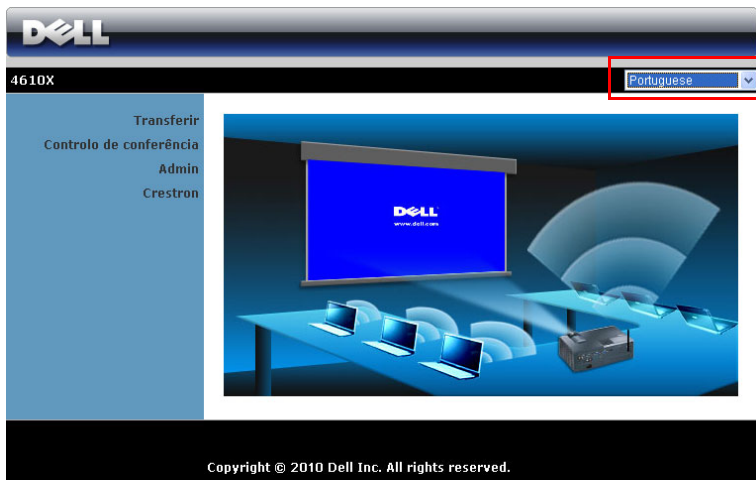 DELL
4610X
Portuguese
Transferir
Controlo de conferência
Admin
Crestron
DELL
www.dell.com
Copyright © 2010 Dell Inc. All rights reserved.